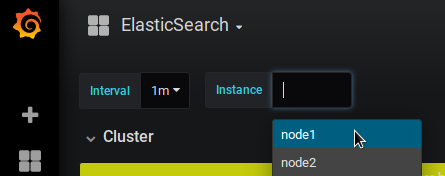 ElasticSearch
Interval 1m Instance
Cluster
node1
node2